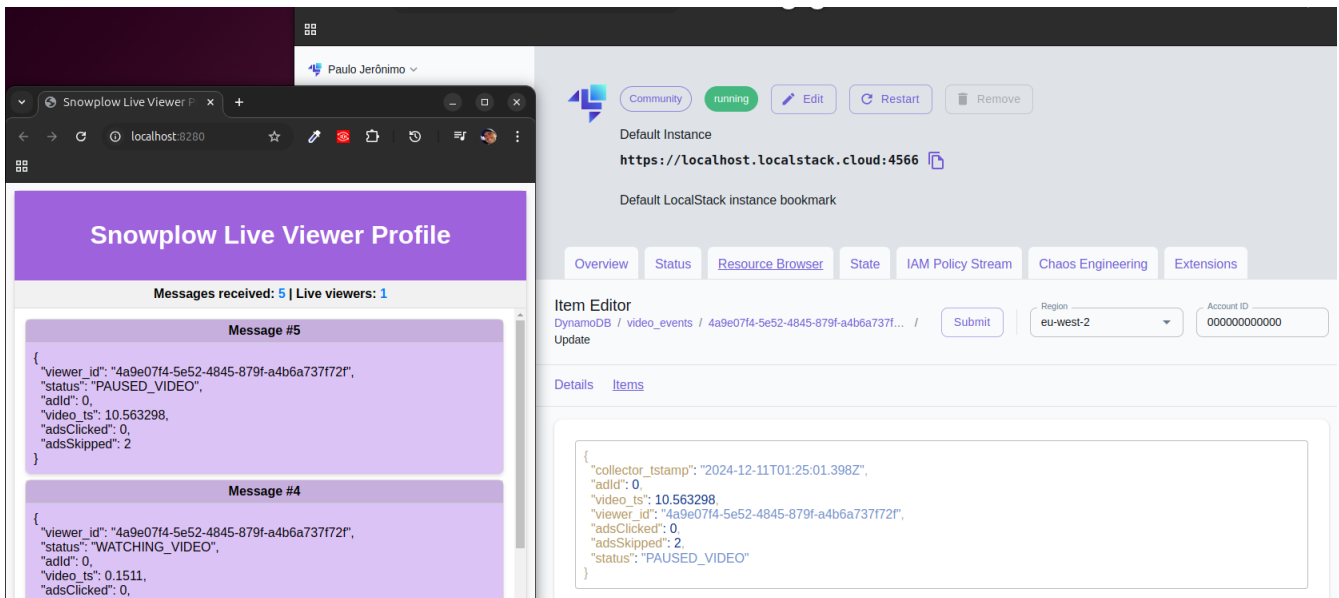 Snowplow Live Viewer P
localhost:8280
Snowplow Live Viewer Profile
Messages received: 5 | Live viewers: 1
Message #5
{
"viewer_id": "4a9e07f4-5e52-4845-879f-a4b6a737f72f",
"status": "PAUSED_VIDEO",
"adId": 0,
"video_ts": 10.563298,
"adsClicked": 0,
"adsSkipped": 2
}
Message #4
{
"viewer_id": "4a9e07f4-5e52-4845-879f-a4b6a737f72f",
"status": "WATCHING_VIDEO",
"adId": 0,
"video_ts": 0.1511,
"adsClicked": 0,
Paulo Jerônimo
Community running Edit Restart Remove
Default Instance
https://localhost.localstack.cloud:4566
Default LocalStack instance bookmark
Overview Status Resource Browser State IAM Policy Stream Chaos Engineering Extensions
Item Editor
DynamoDB / video_events / 4a9e07f4-5e52-4845-879f-a4b6a737f... /
Update
Submit
Region
eu-west-2
Account ID
000000000000
Details Items
{
"collector_tstamp": "2024-12-11T01:25:01.398Z",
"adId": 0,
"video_ts": 10.563298,
"viewer_id": "4a9e07f4-5e52-4845-879f-a4b6a737f72f",
"adsClicked": 0,
"adsSkipped": 2,
"status": "PAUSED_VIDEO"
}